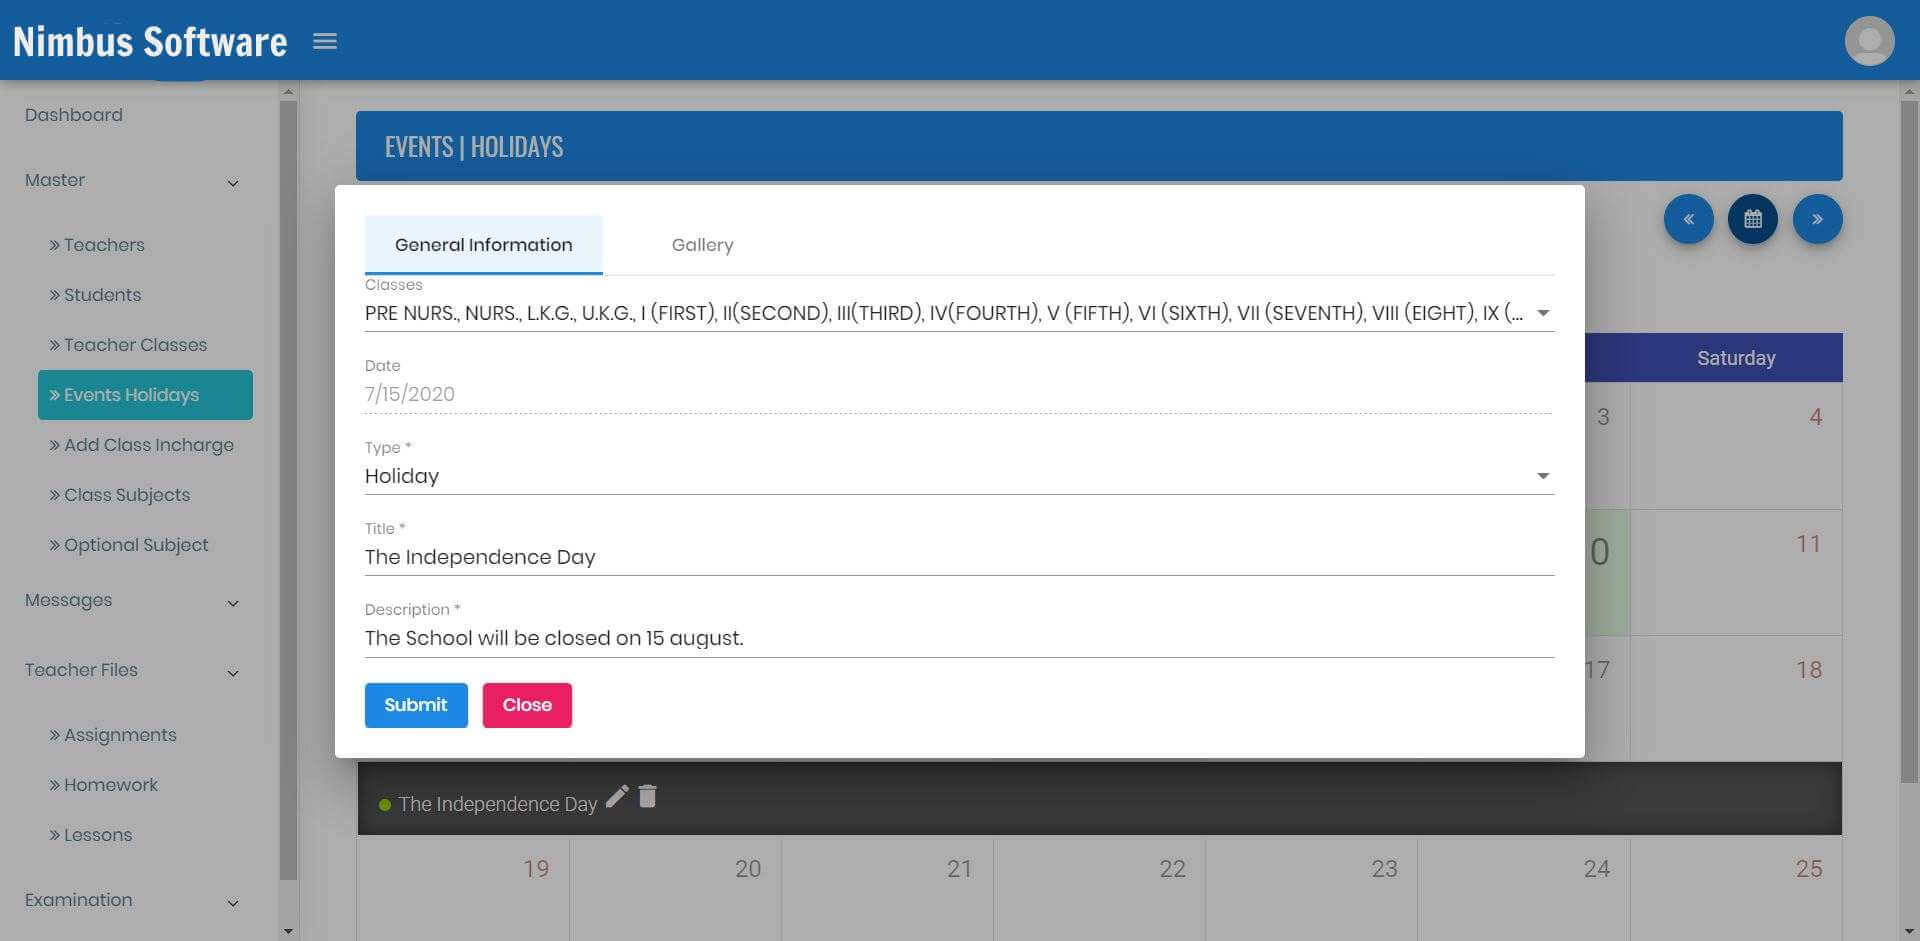 Nimbus Software
Dashboard
Master
» Teachers
» Students
» Teacher Classes
» Events Holidays
» Add Class Incharge
» Class Subjects
» Optional Subject
Messages
Teacher Files
» Assignments
» Homework
» Lessons
Examination
EVENTS | HOLIDAYS
« »
General Information Gallery
Classes
PRE NURS., NURS., L.K.G., U.K.G., I (FIRST), II(SECOND), III(THIRD), IV(FOURTH), V (FIFTH), VI (SIXTH), VII (SEVENTH), VIII (EIGHT), IX (...
Date
7/15/2020
Type *
Holiday
Title *
The Independence Day
Description *
The School will be closed on 15 august.
Submit Close
Saturday
3 4
0 11
17 18
The Independence Day
19 20 21 22 23 24 25